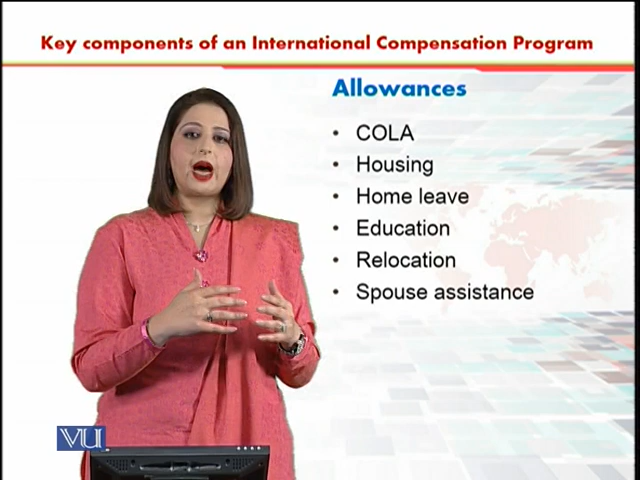 Key components of an International Compensation Program
Allowances
• COLA
• Housing
• Home leave
• Education
• Relocation
• Spouse assistance
VU